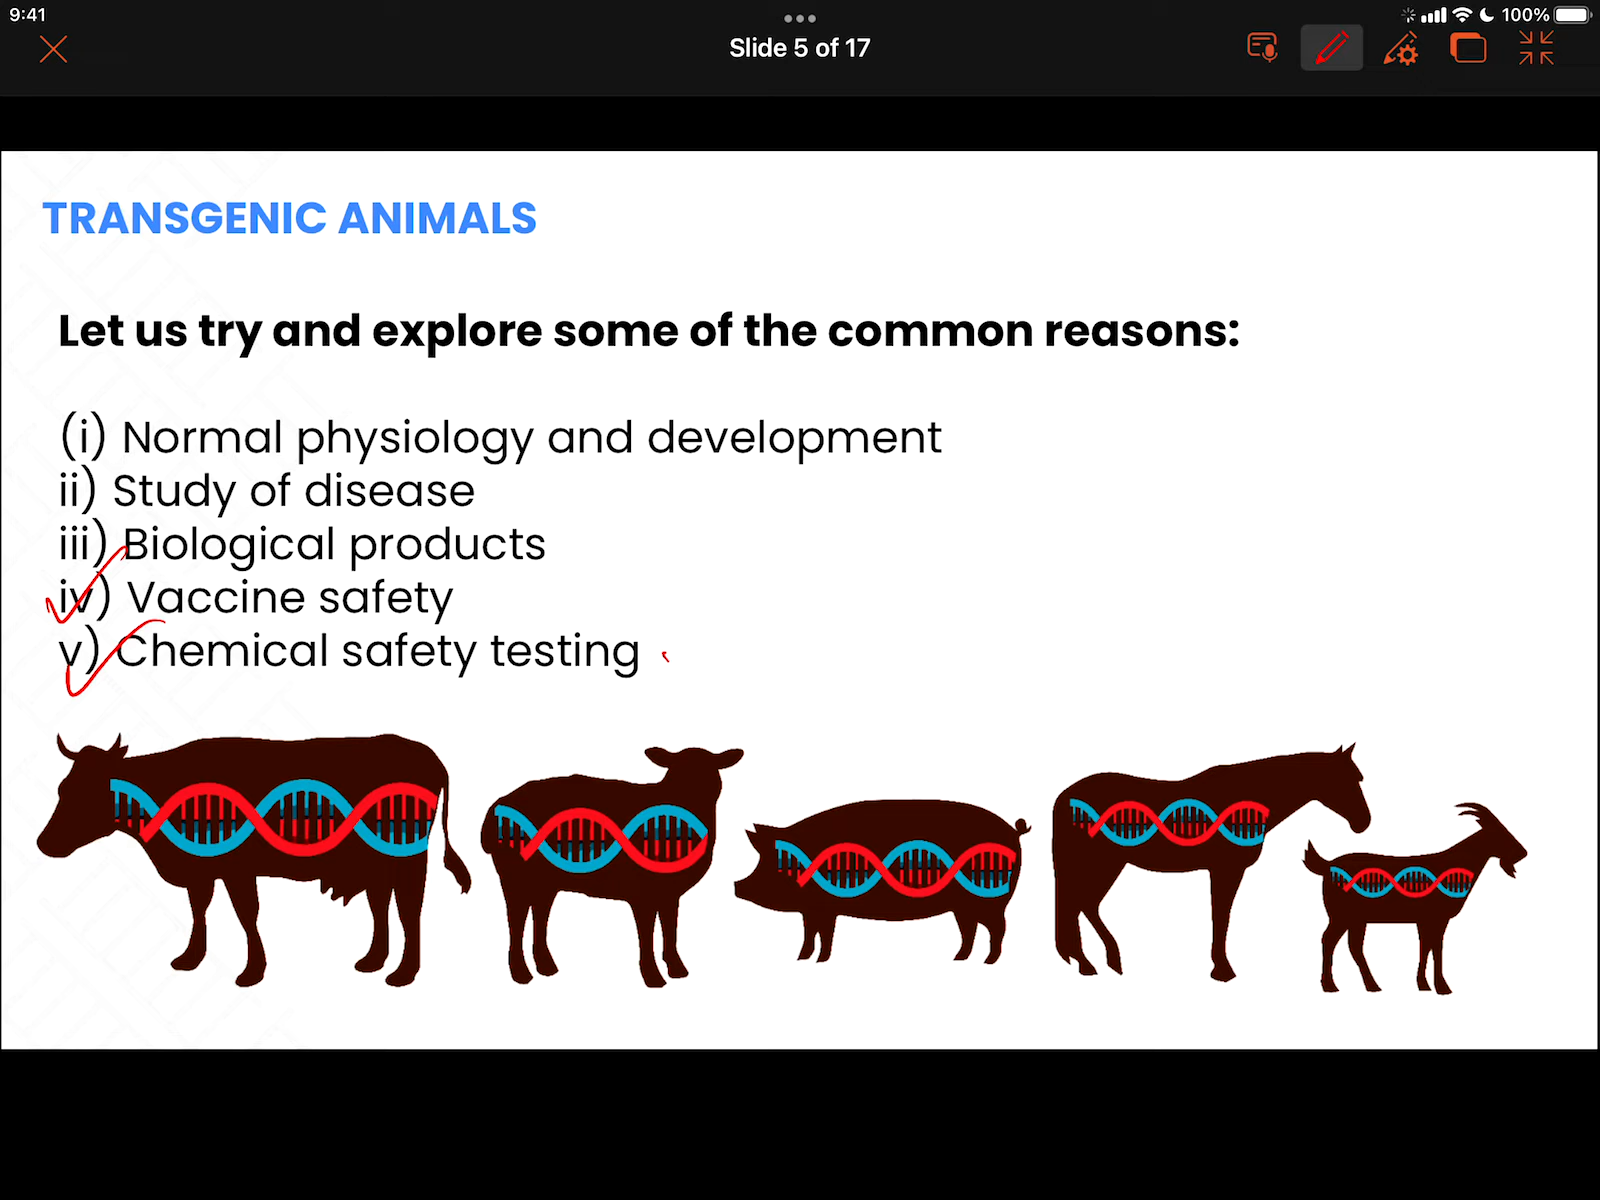 9:41
100%
Slide 5 of 17
TRANSGENIC ANIMALS
Let us try and explore some of the common reasons:
(i) Normal physiology and development
ii) Study of disease
iii) Biological products
iv) Vaccine safety
v) Chemical safety testing